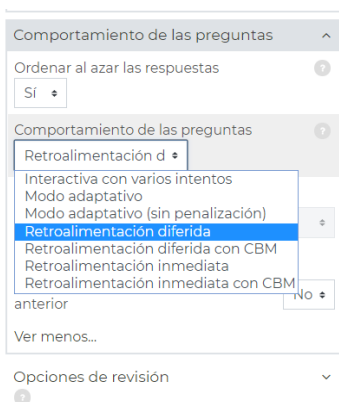 Comportamiento de las preguntas
Ordenar al azar las respuestas
Sí
Comportamiento de las preguntas
Retroalimentación d
Interactiva con varios intentos
Modo adaptativo
Modo adaptativo (sin penalización)
Retroalimentación diferida
Retroalimentación diferida con CBM
Retroalimentación inmediata
Retroalimentación inmediata con CBM
anterior
No
Ver menos...
Opciones de revisión